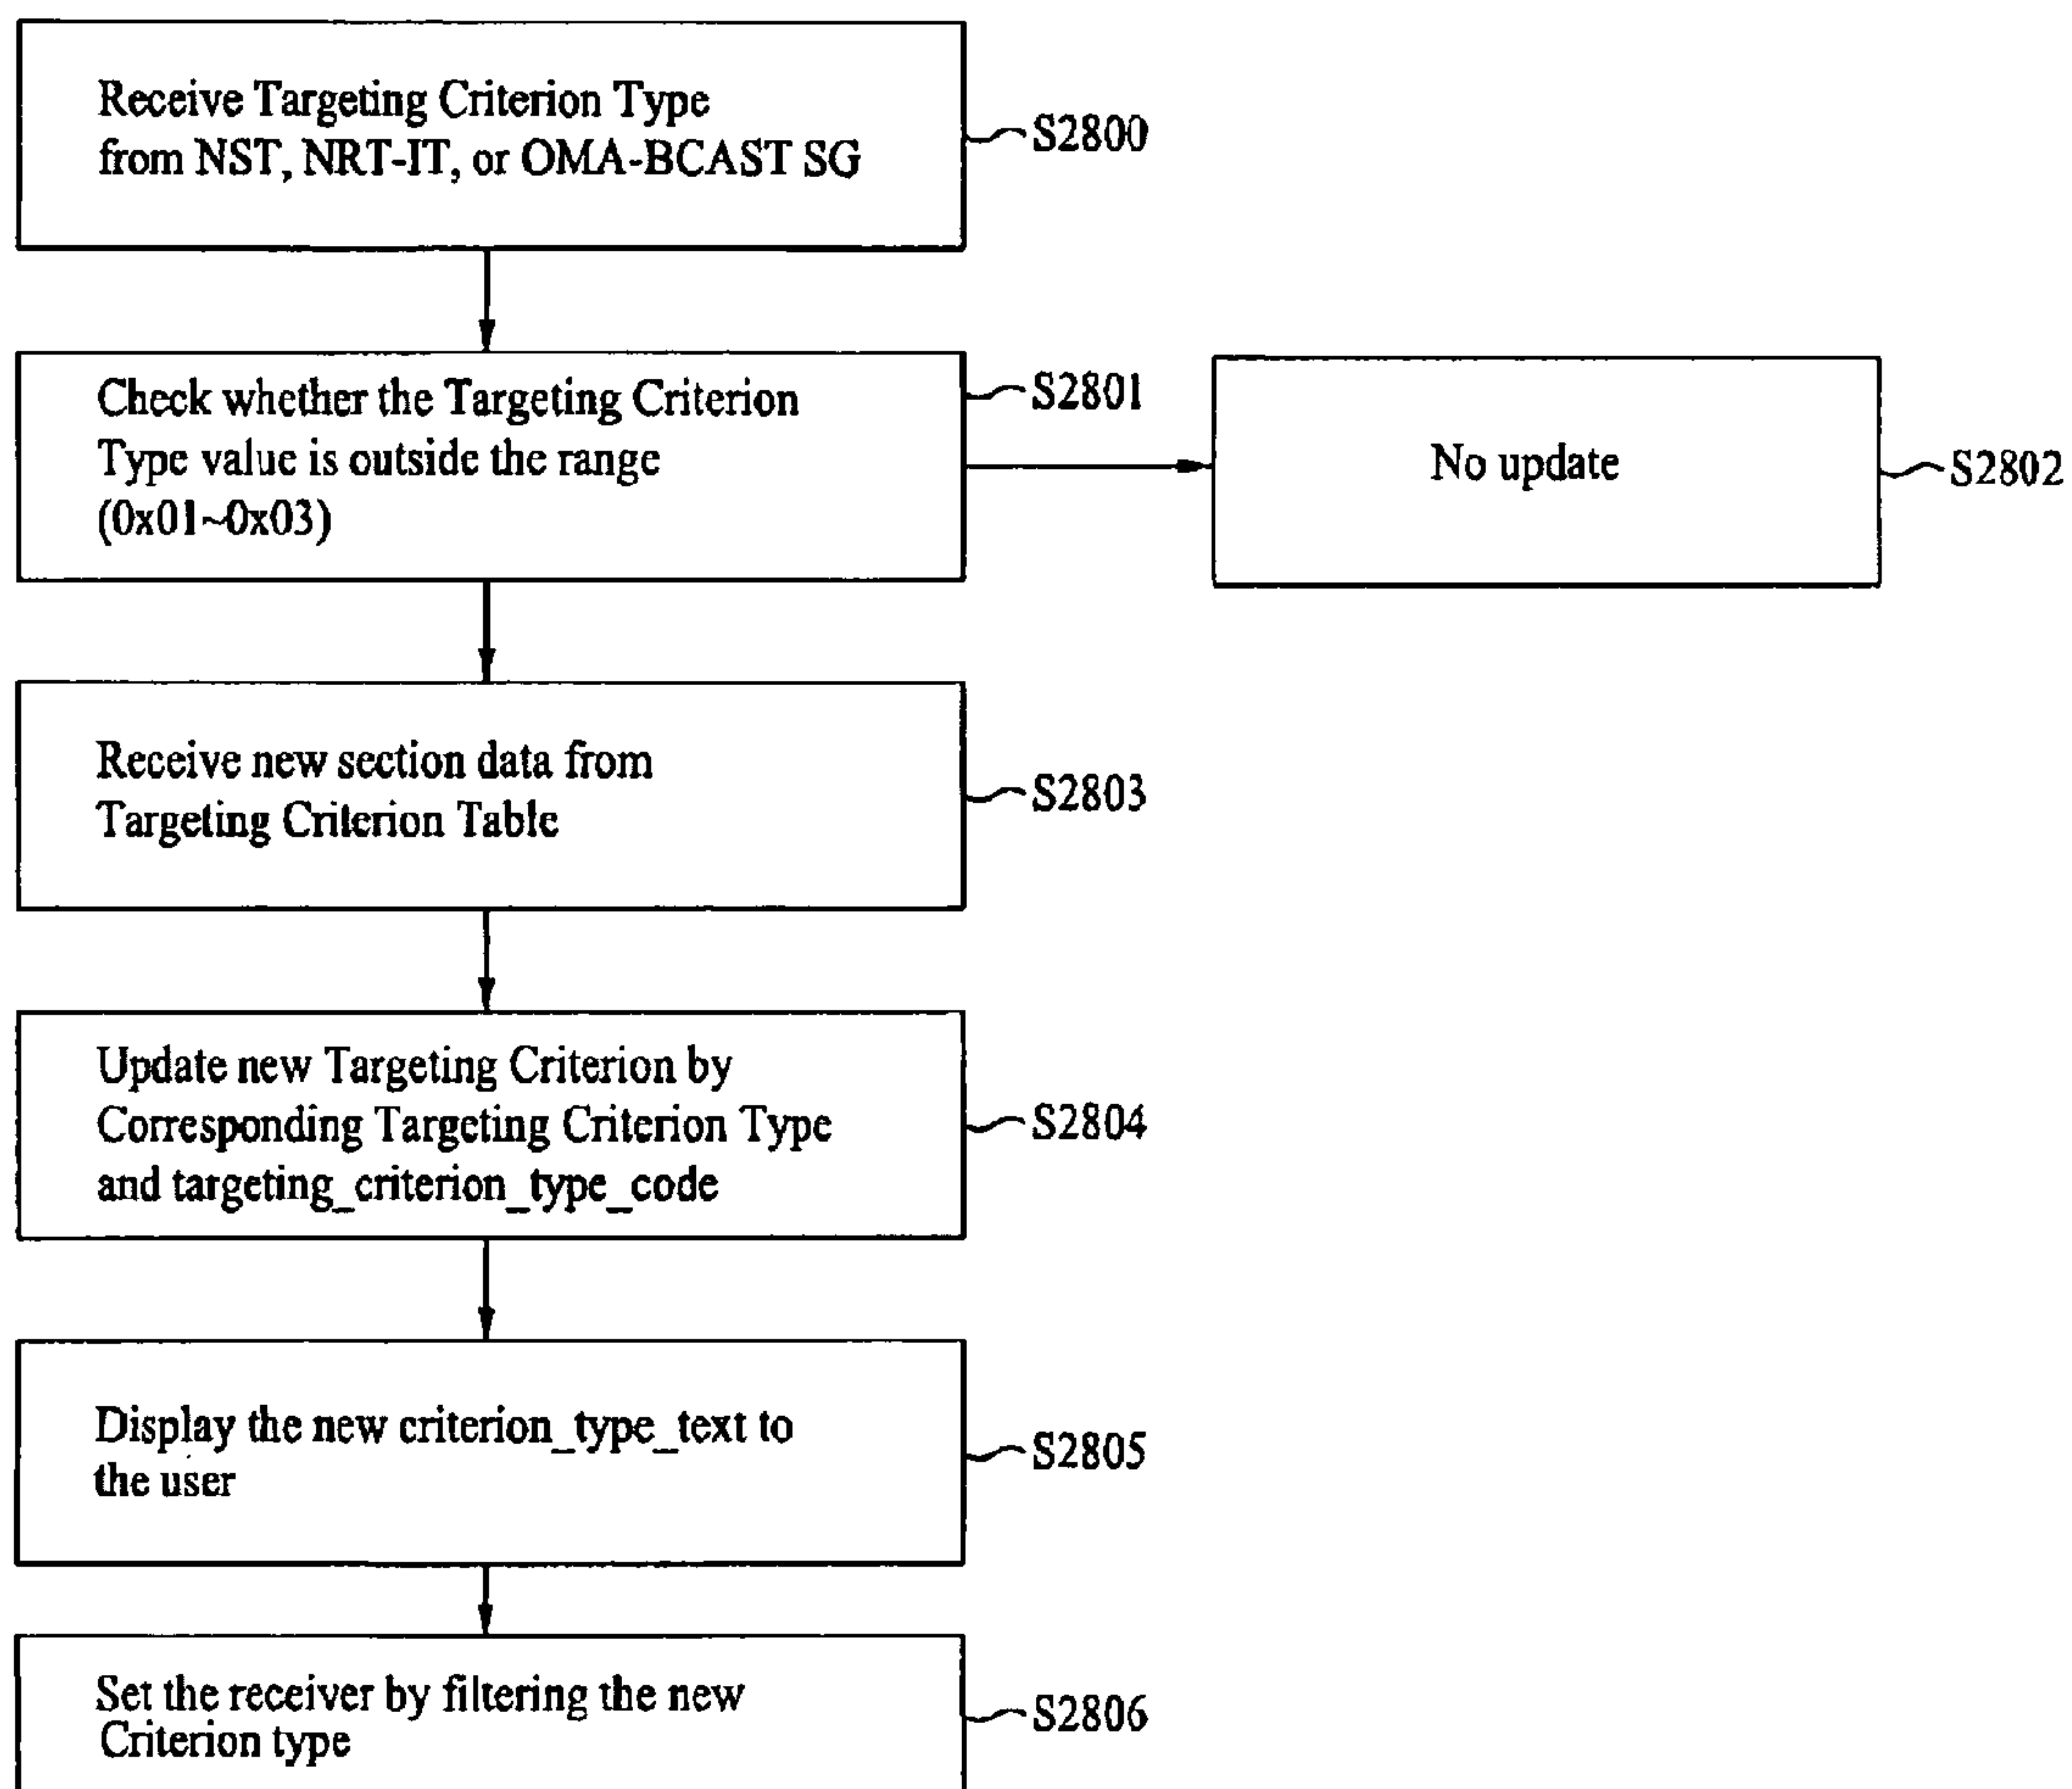 Receive Targeting Criterion Type
from NST, NRT-IT, or OMA-BCAST SG
S2800
Check whether the Targeting Criterion
Type value is outside the range
(0x01~0x03)
S2801
No update
S2802
Receive new section data from
Targeting Criterion Table
S2803
Update new Targeting Criterion by
Corresponding Targeting Criterion Type
and targeting_criterion_type_code
S2804
Display the new criterion_type_text to
the user
S2805
Set the receiver by filtering the new
Criterion type
S2806